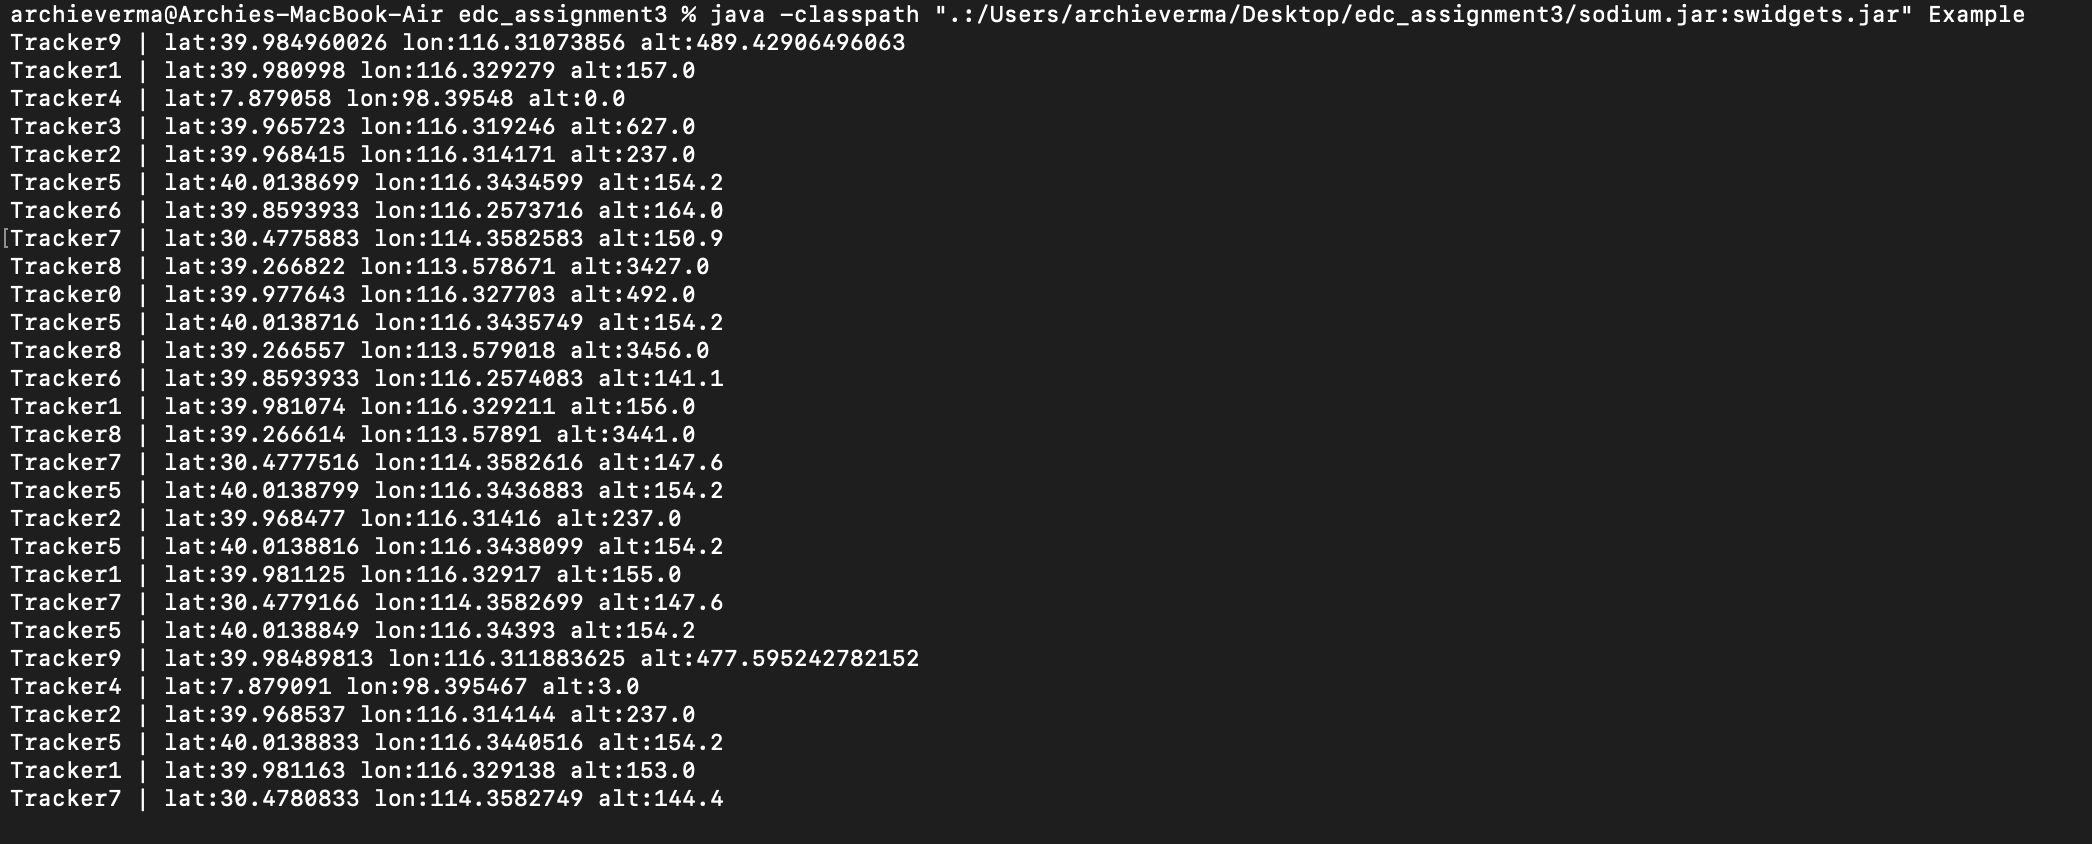 archieverma@Archies-MacBook-Air edc_assignment3 % java -classpath ".:/Users/archieverma/Desktop/edc_assignment3/sodium.jar:swidgets.jar" Example
Tracker9 | lat:39.984960026 lon:116.31073856 alt:489.42906496063
Tracker1 | lat:39.980998 lon:116.329279 alt:157.0
Tracker4 | lat:7.879058 lon:98.39548 alt:0.0
Tracker3 | lat:39.965723 lon:116.319246 alt:627.0
Tracker2 | lat:39.968415 lon:116.314171 alt:237.0
Tracker5 | lat:40.0138699 lon:116.3434599 alt:154.2
Tracker6 | lat:39.8593933 lon:116.2573716 alt:164.0
[Tracker7 | lat:30.4775883 lon:114.3582583 alt:150.9
Tracker8 | lat:39.266822 lon:113.578671 alt:3427.0
Tracker0 | lat:39.977643 lon:116.327703 alt:492.0
Tracker5 | lat:40.0138716 lon:116.3435749 alt:154.2
Tracker8 | lat:39.266557 lon:113.579018 alt:3456.0
Tracker6 | lat:39.8593933 lon:116.2574083 alt:141.1
Tracker1 | lat:39.981074 lon:116.329211 alt:156.0
Tracker8 | lat:39.266614 lon:113.57891 alt:3441.0
Tracker7 | lat:30.4777516 lon:114.3582616 alt:147.6
Tracker5 | lat:40.0138799 lon:116.3436883 alt:154.2
Tracker2 | lat:39.968477 lon:116.31416 alt:237.0
Tracker5 | lat:40.0138816 lon:116.3438099 alt:154.2
Tracker1 | lat:39.981125 lon:116.32917 alt:155.0
Tracker7 | lat:30.4779166 lon:114.3582699 alt:147.6
Tracker5 | lat:40.0138849 lon:116.34393 alt:154.2
Tracker9 | lat:39.98489813 lon:116.311883625 alt:477.595242782152
Tracker4 | lat:7.879091 lon:98.395467 alt:3.0
Tracker2 | lat:39.968537 lon:116.314144 alt:237.0
Tracker5 | lat:40.0138833 lon:116.3440516 alt:154.2
Tracker1 | lat:39.981163 lon:116.329138 alt:153.0
Tracker7 | lat:30.4780833 lon:114.3582749 alt:144.4